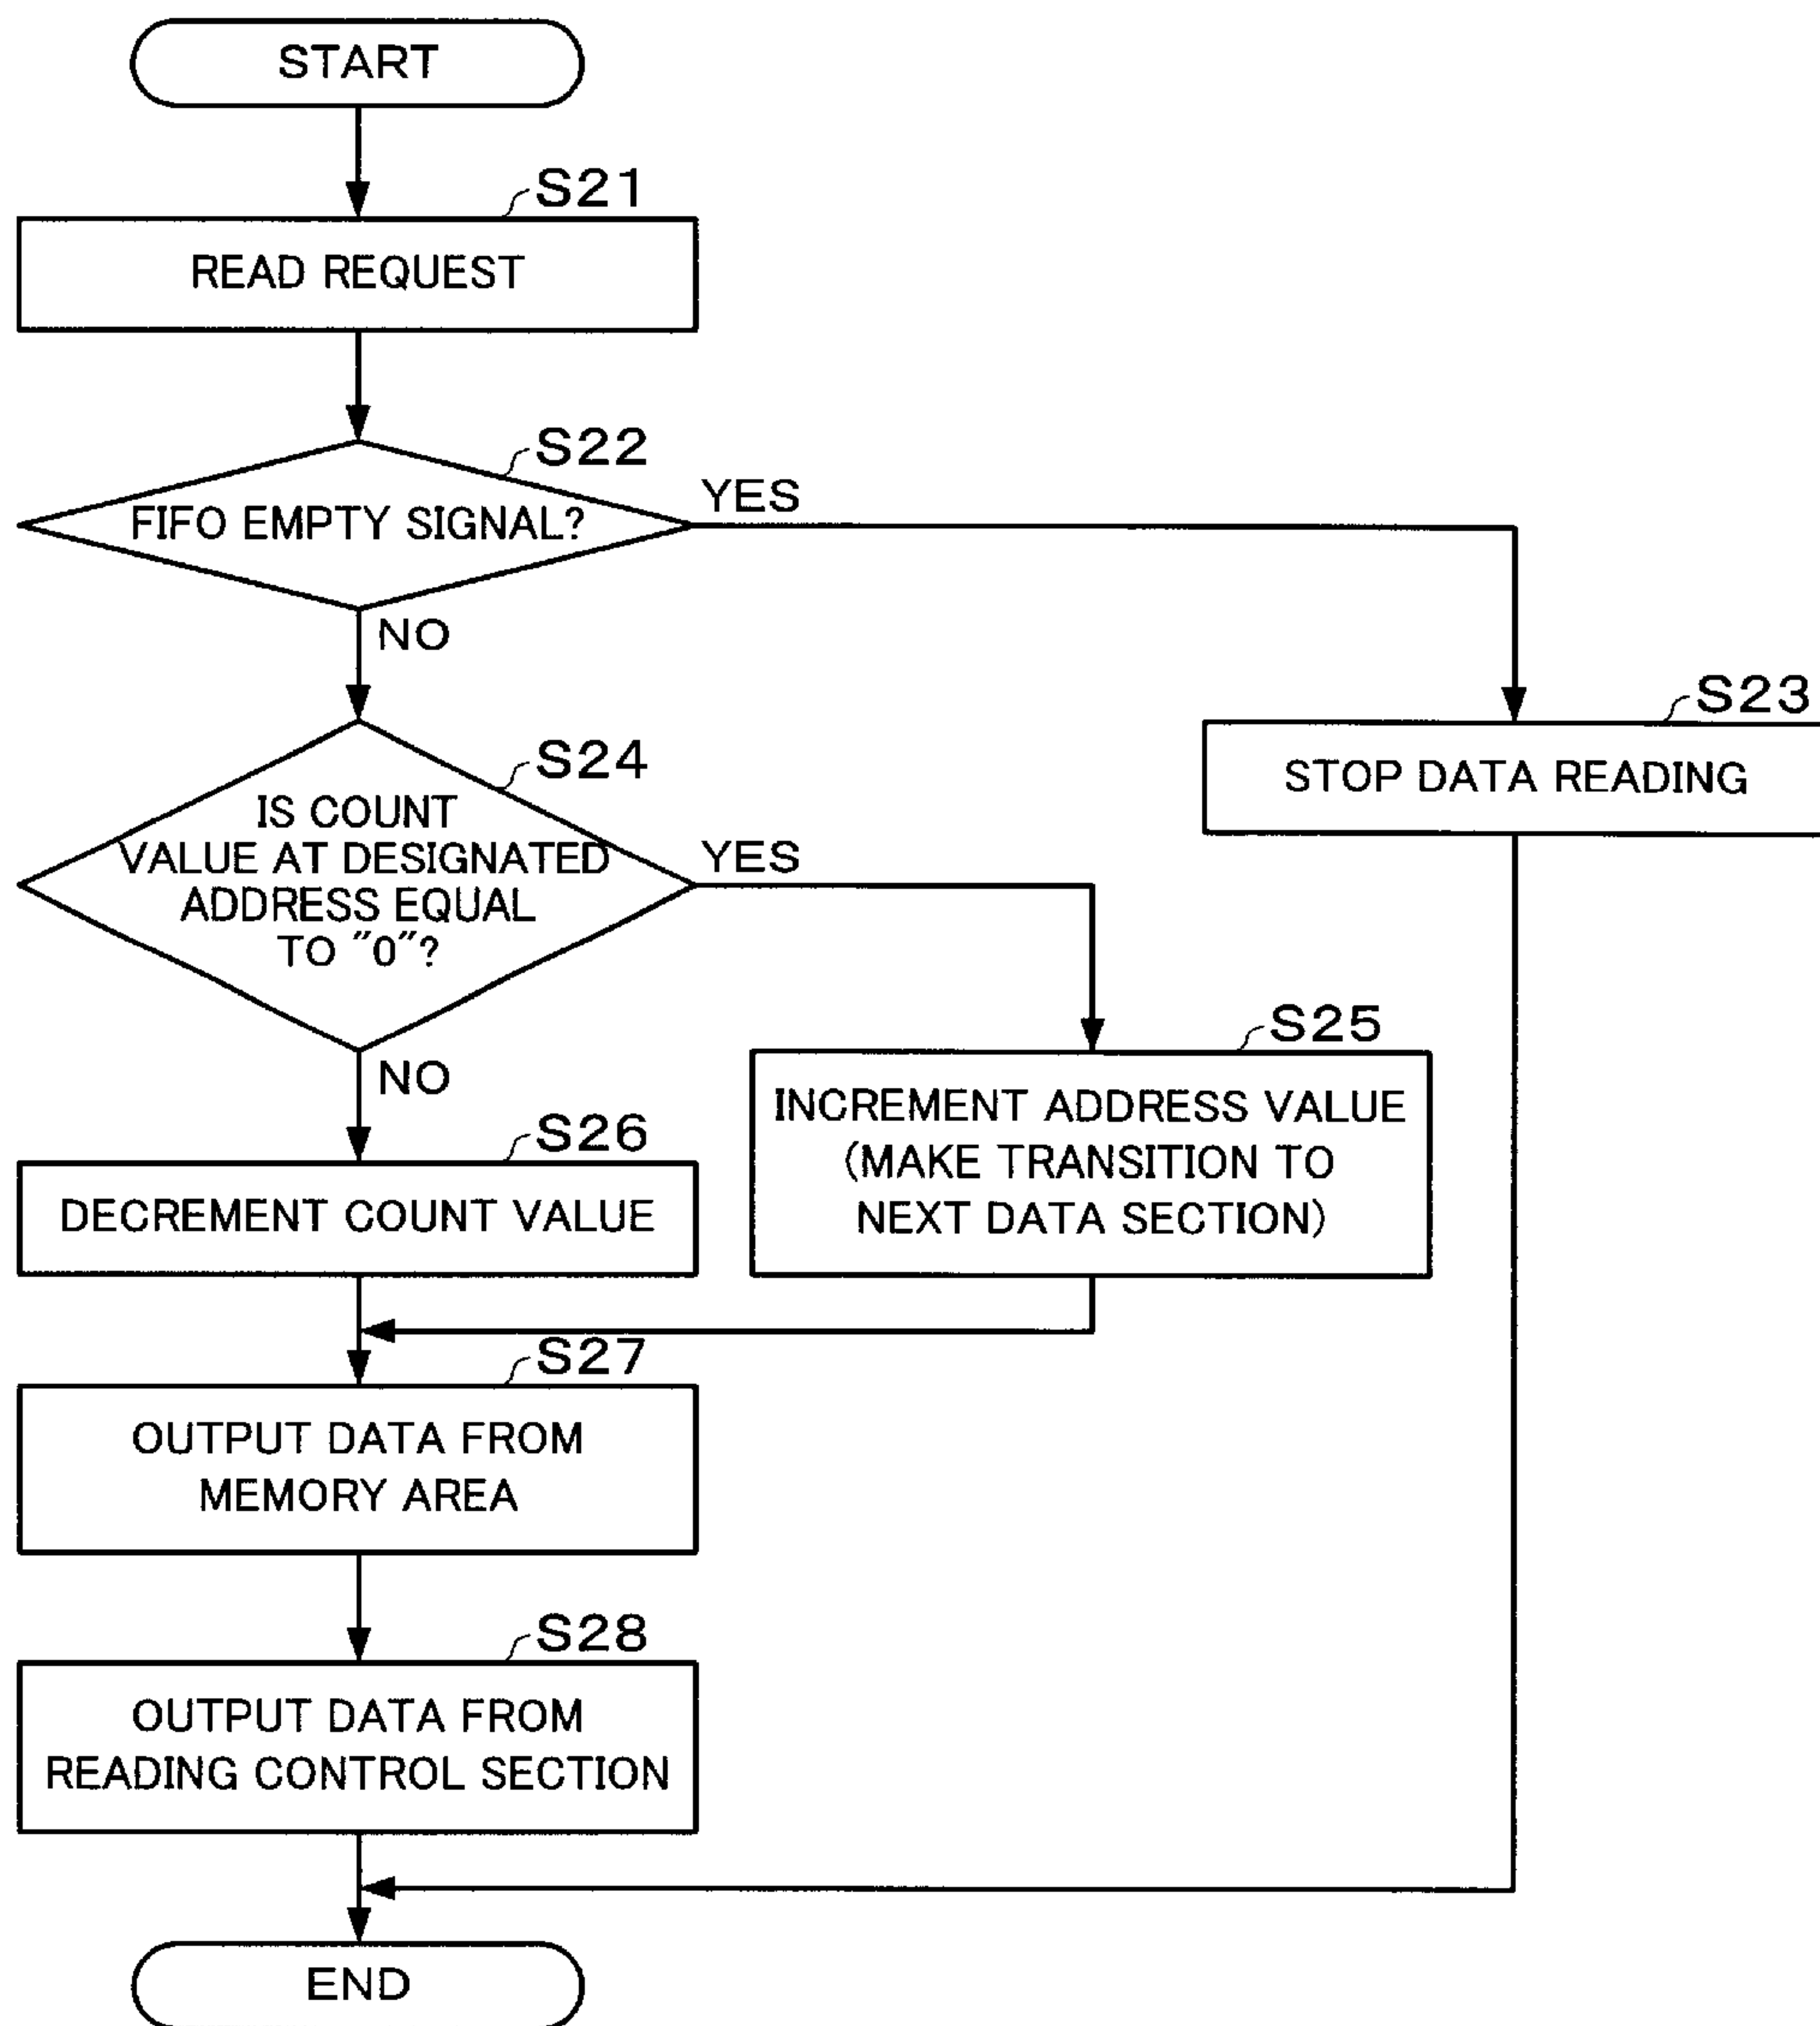 START
S21
READ REQUEST
S22
FIFO EMPTY SIGNAL?
YES
NO
S23
STOP DATA READING
S24
IS COUNT
VALUE AT DESIGNATED
ADDRESS EQUAL
TO "0"?
YES
NO
S25
INCREMENT ADDRESS VALUE
(MAKE TRANSITION TO
NEXT DATA SECTION)
S26
DECREMENT COUNT VALUE
S27
OUTPUT DATA FROM
MEMORY AREA
S28
OUTPUT DATA FROM
READING CONTROL SECTION
END